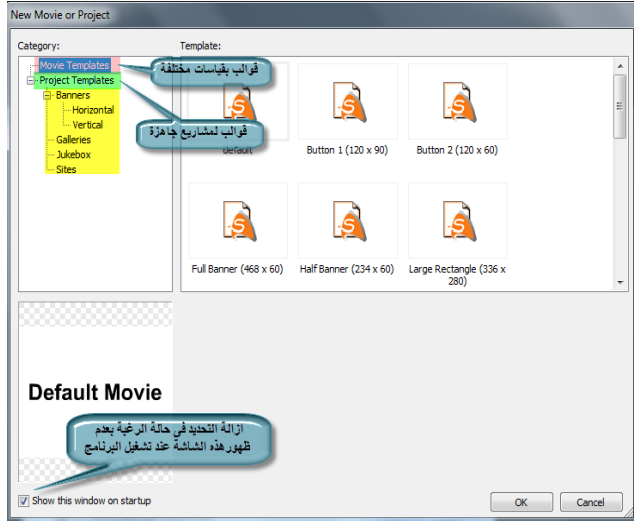 New Movie or Project
Category:
Template:
Movie Templates
Project Templates
Banners
Horizontal
Vertical
Galleries
Jukebox
Sites
قوالب بقياسات مختلفة
قوالب لمشاريع جاهزة
default
Button 1 (120 x 90)
Button 2 (120 x 60)
Full Banner (468 x 60)
Half Banner (234 x 60)
Large Rectangle (336 x
280)
Default Movie
ازالة التحديد في حالة الرغبة بعدم
ظهور هذه الشاشة عند تشغيل البرنامج
Show this window on startup
OK
Cancel